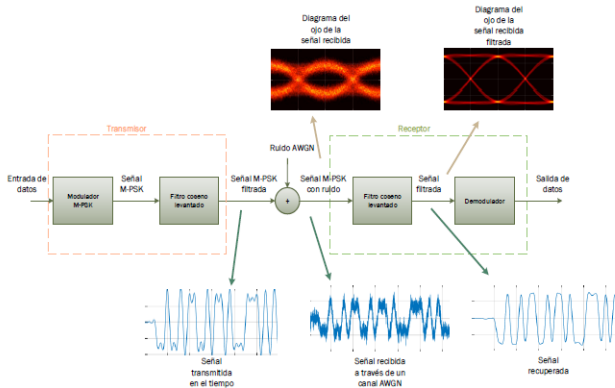 Diagrama del
ojo de la
señal recibida
Diagrama del
ojo de la
señal recibida
filtrada
Transmisor
Receptor
Ruido AWGN
Entrada de
datos
Señal
M-PSK
Señal M-PSK
filtrada
Señal M-PSK
con ruido
Señal
filtrada
Salida de
datos
Modulador
M-PSK
Filtro coseno
levantado
+
Filtro coseno
levantado
Demodulador
Señal
transmitida
en el tiempo
Señal recibida
a través de un
canal AWGN
Señal
recuperada